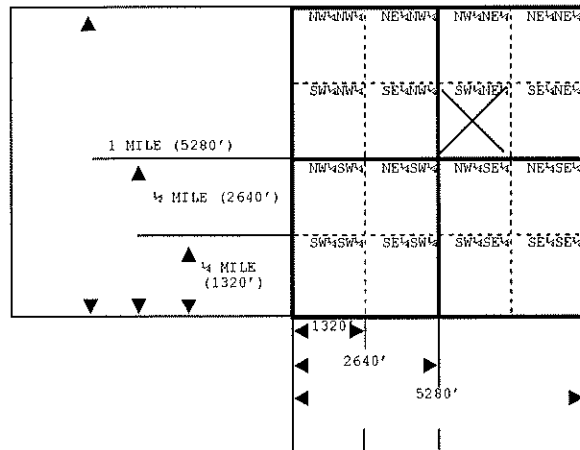 NW¼NW¼ NE¼NW¼ NW¼NE¼ NE¼NE¼
SW¼NW¼ SE¼NW¼ SW¼NE¼ SE¼NE¼
1 MILE (5280')
NW¼SW¼ NE¼SW¼ NW¼SE¼ NE¼SE¼
½ MILE (2640')
SW¼SW¼ SE¼SW¼ SW¼SE¼ SE¼SE¼
¼ MILE
(1320')
1320'
2640'
5280'